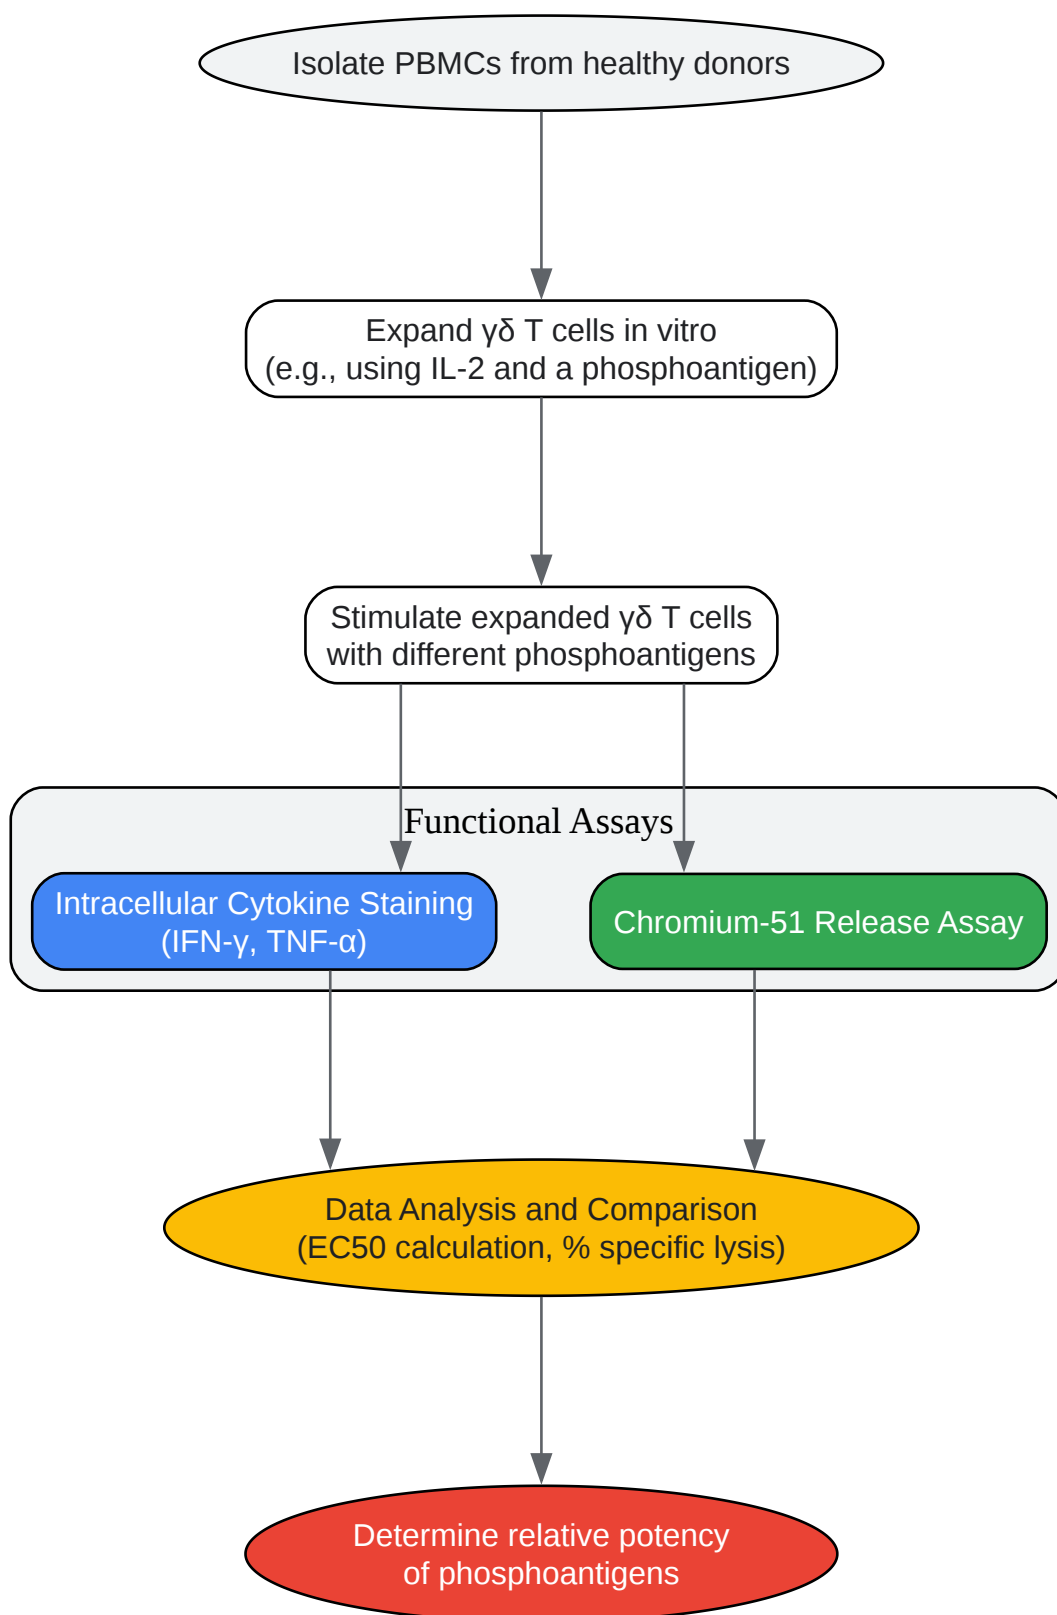 Isolate PBMCs from healthy donors
Expand γδ T cells in vitro
(e.g., using IL-2 and a phosphoantigen)
Stimulate expanded γδ T cells
with different phosphoantigens
Functional Assays
Intracellular Cytokine Staining
(IFN-γ, TNF-α)
Chromium-51 Release Assay
Data Analysis and Comparison
(EC50 calculation, % specific lysis)
Determine relative potency
of phosphoantigens